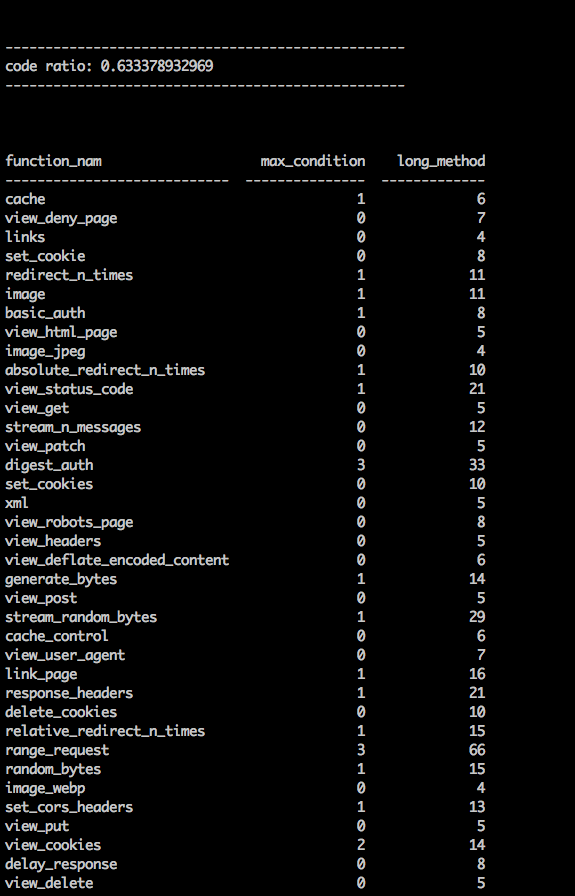 --------------------------------------------------
code ratio: 0.633378932969
--------------------------------------------------
function_nam                  max_condition    long_method
----------------------------  ---------------  -------------
cache                                     1              6
view_deny_page                            0              7
links                                     0              4
set_cookie                                0              8
redirect_n_times                          1             11
image                                     1             11
basic_auth                                1              8
view_html_page                            0              5
image_jpeg                                0              4
absolute_redirect_n_times                 1             10
view_status_code                          1             21
view_get                                  0              5
stream_n_messages                         0             12
view_patch                                0              5
digest_auth                               3             33
set_cookies                               0             10
xml                                       0              5
view_robots_page                          0              8
view_headers                              0              5
view_deflate_encoded_content              0              6
generate_bytes                            1             14
view_post                                 0              5
stream_random_bytes                       1             29
cache_control                             0              6
view_user_agent                           0              7
link_page                                 1             16
response_headers                          1             21
delete_cookies                            0             10
relative_redirect_n_times                 1             15
range_request                             3             66
random_bytes                              1             15
image_webp                                0              4
set_cors_headers                          1             13
view_put                                  0              5
view_cookies                              2             14
delay_response                            0              8
view_delete                               0              5